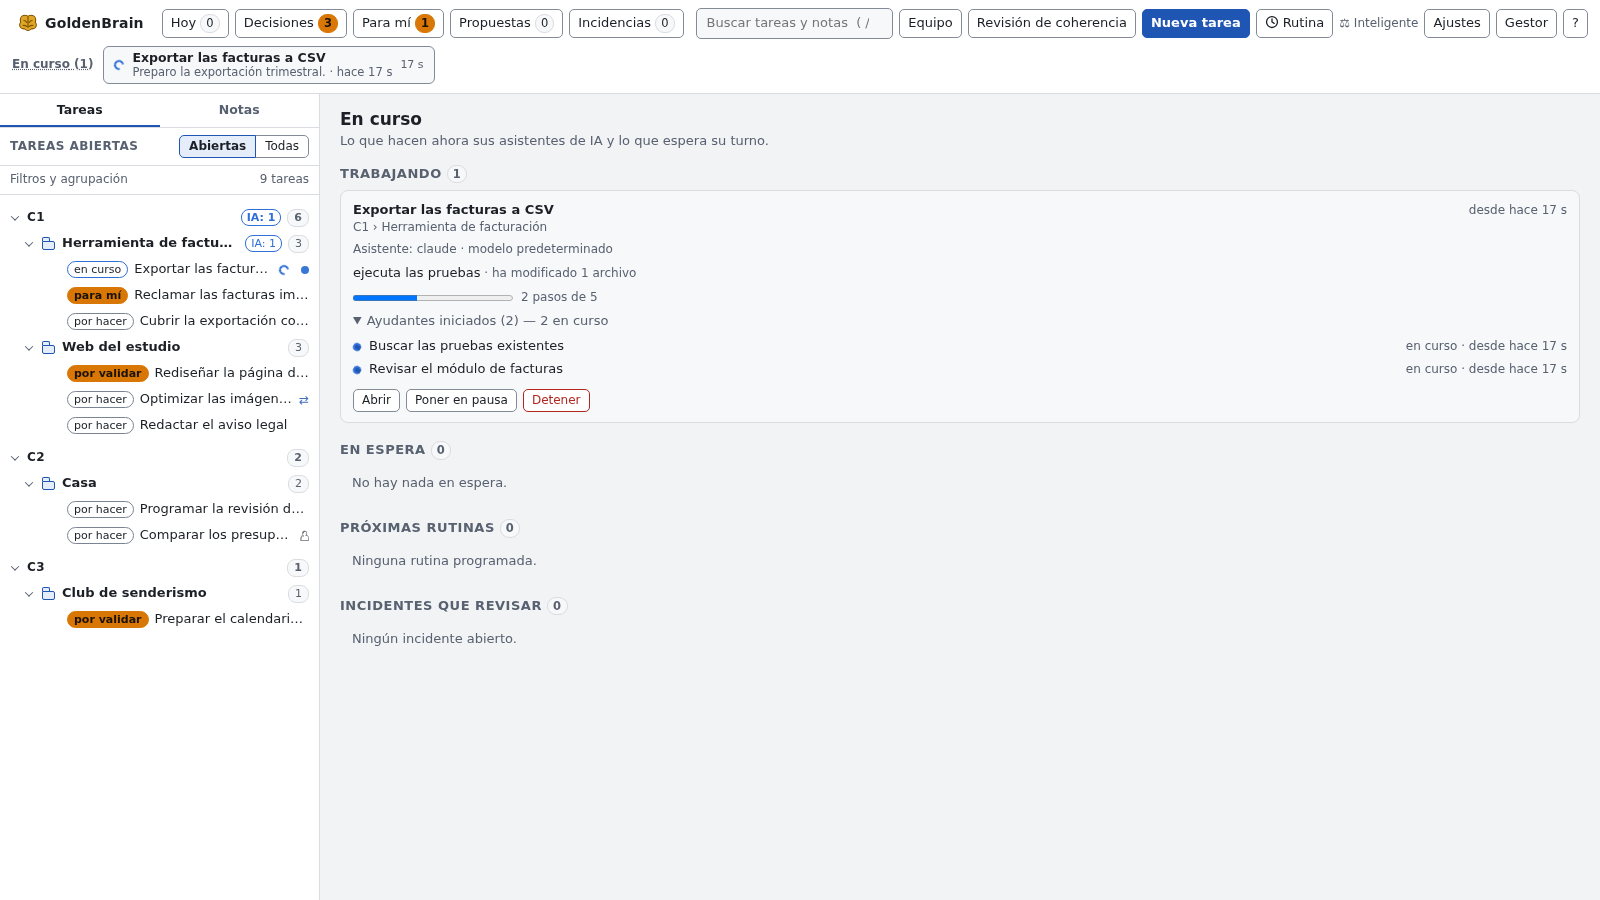 GoldenBrain
Hoy 0
Decisiones 3
Para mí 1
Propuestas 0
Incidencias 0
Buscar tareas y notas ( /
Equipo
Revisión de coherencia
Nueva tarea
Rutina
Inteligente
Ajustes
Gestor
?
En curso (1)
Exportar las facturas a CSV
Preparo la exportación trimestral. · hace 17 s
17 s
Tareas
Notas
TAREAS ABIERTAS
Abiertas
Todas
Filtros y agrupación
9 tareas
C1 IA: 1 6
Herramienta de factu… IA: 1 3
en curso Exportar las factur…
para mí Reclamar las facturas im…
por hacer Cubrir la exportación co…
Web del estudio 3
por validar Rediseñar la página d…
por hacer Optimizar las imágen…
por hacer Redactar el aviso legal
C2 2
Casa 2
por hacer Programar la revisión d…
por hacer Comparar los presup…
C3 1
Club de senderismo 1
por validar Preparar el calendari…
En curso
Lo que hacen ahora sus asistentes de IA y lo que espera su turno.
TRABAJANDO 1
Exportar las facturas a CSV
desde hace 17 s
C1 › Herramienta de facturación
Asistente: claude · modelo predeterminado
ejecuta las pruebas · ha modificado 1 archivo
2 pasos de 5
Ayudantes iniciados (2) — 2 en curso
Buscar las pruebas existentes
en curso · desde hace 17 s
Revisar el módulo de facturas
en curso · desde hace 17 s
Abrir
Poner en pausa
Detener
EN ESPERA 0
No hay nada en espera.
PRÓXIMAS RUTINAS 0
Ninguna rutina programada.
INCIDENTES QUE REVISAR 0
Ningún incidente abierto.